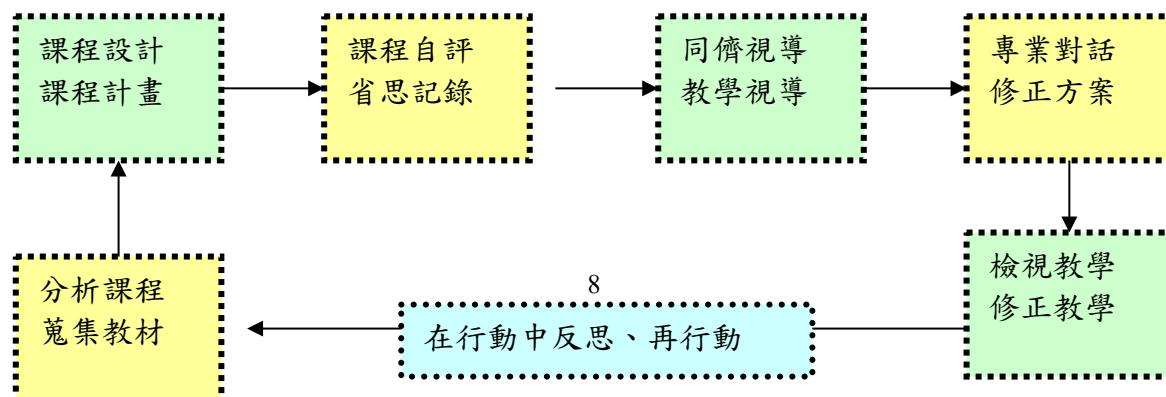 課程設計
課程計畫
課程自評
省思記錄
同儕視導
教學視導
專業對話
修正方案
檢視教學
修正教學
8
在行動中反思、再行動
分析課程
蒐集教材